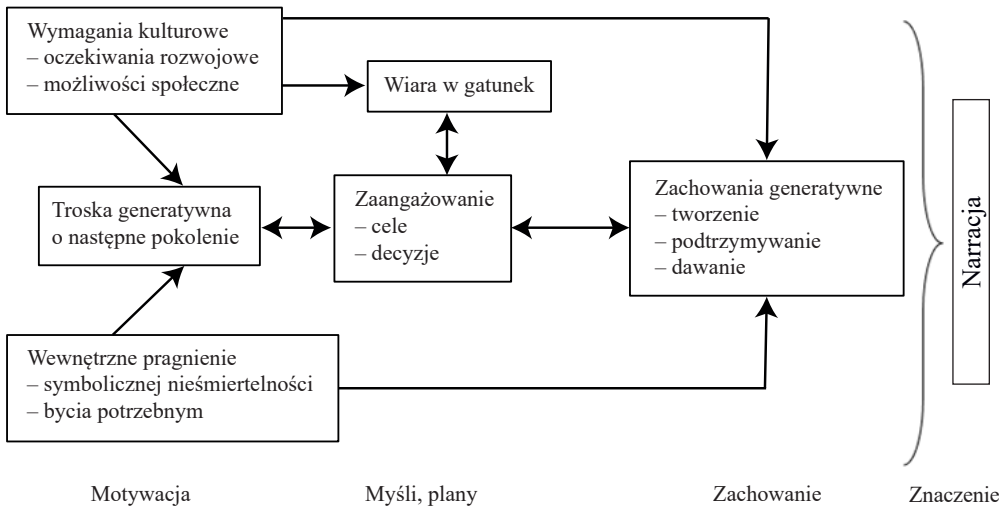 Wymagania kulturowe
– oczekiwania rozwojowe
– możliwości społeczne
Wiara w gatunek
Troska generatywna
o następne pokolenie
Zaangażowanie
– cele
– decyzje
Zachowania generatywne
– tworzenie
– podtrzymywanie
– dawanie
Narracja
Wewnętrzne pragnienie
– symbolicznej nieśmiertelności
– bycia potrzebnym
Motywacja
Myśli, plany
Zachowanie
Znaczenie